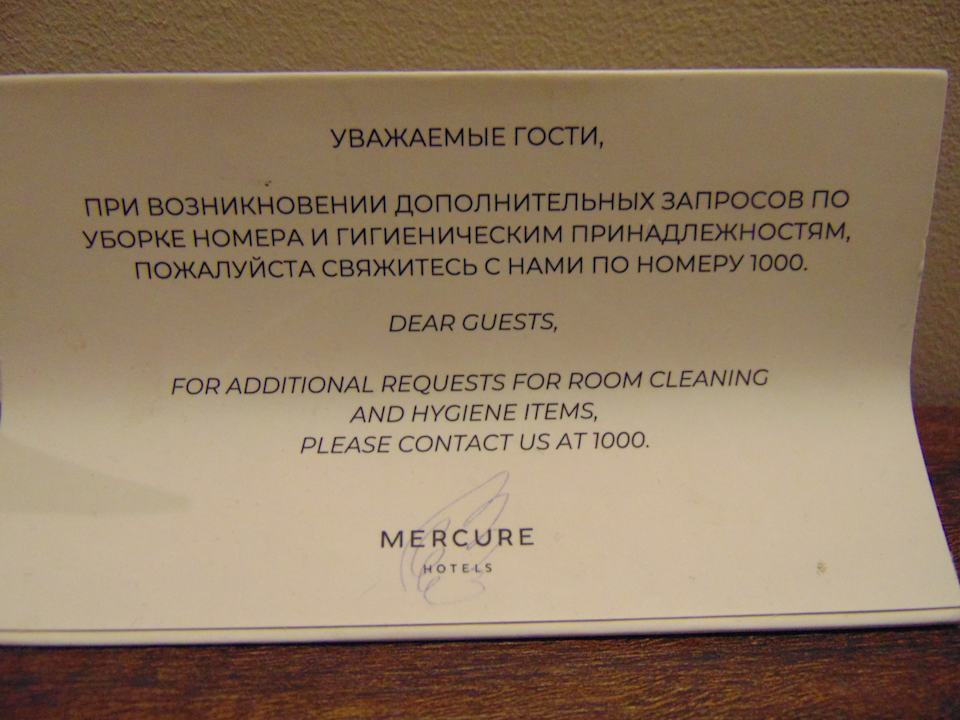 УВАЖАЕМЫЕ ГОСТИ,
ПРИ ВОЗНИКНОВЕНИИ ДОПОЛНИТЕЛЬНЫХ ЗАПРОСОВ ПО
УБОРКЕ НОМЕРА И ГИГИЕНИЧЕСКИМ ПРИНАДЛЕЖНОСТЯМ,
ПОЖАЛУЙСТА СВЯЖИТЕСЬ С НАМИ ПО НОМЕРУ 1000.
DEAR GUESTS,
FOR ADDITIONAL REQUESTS FOR ROOM CLEANING
AND HYGIENE ITEMS,
PLEASE CONTACT US AT 1000.
MERCURE
HOTELS